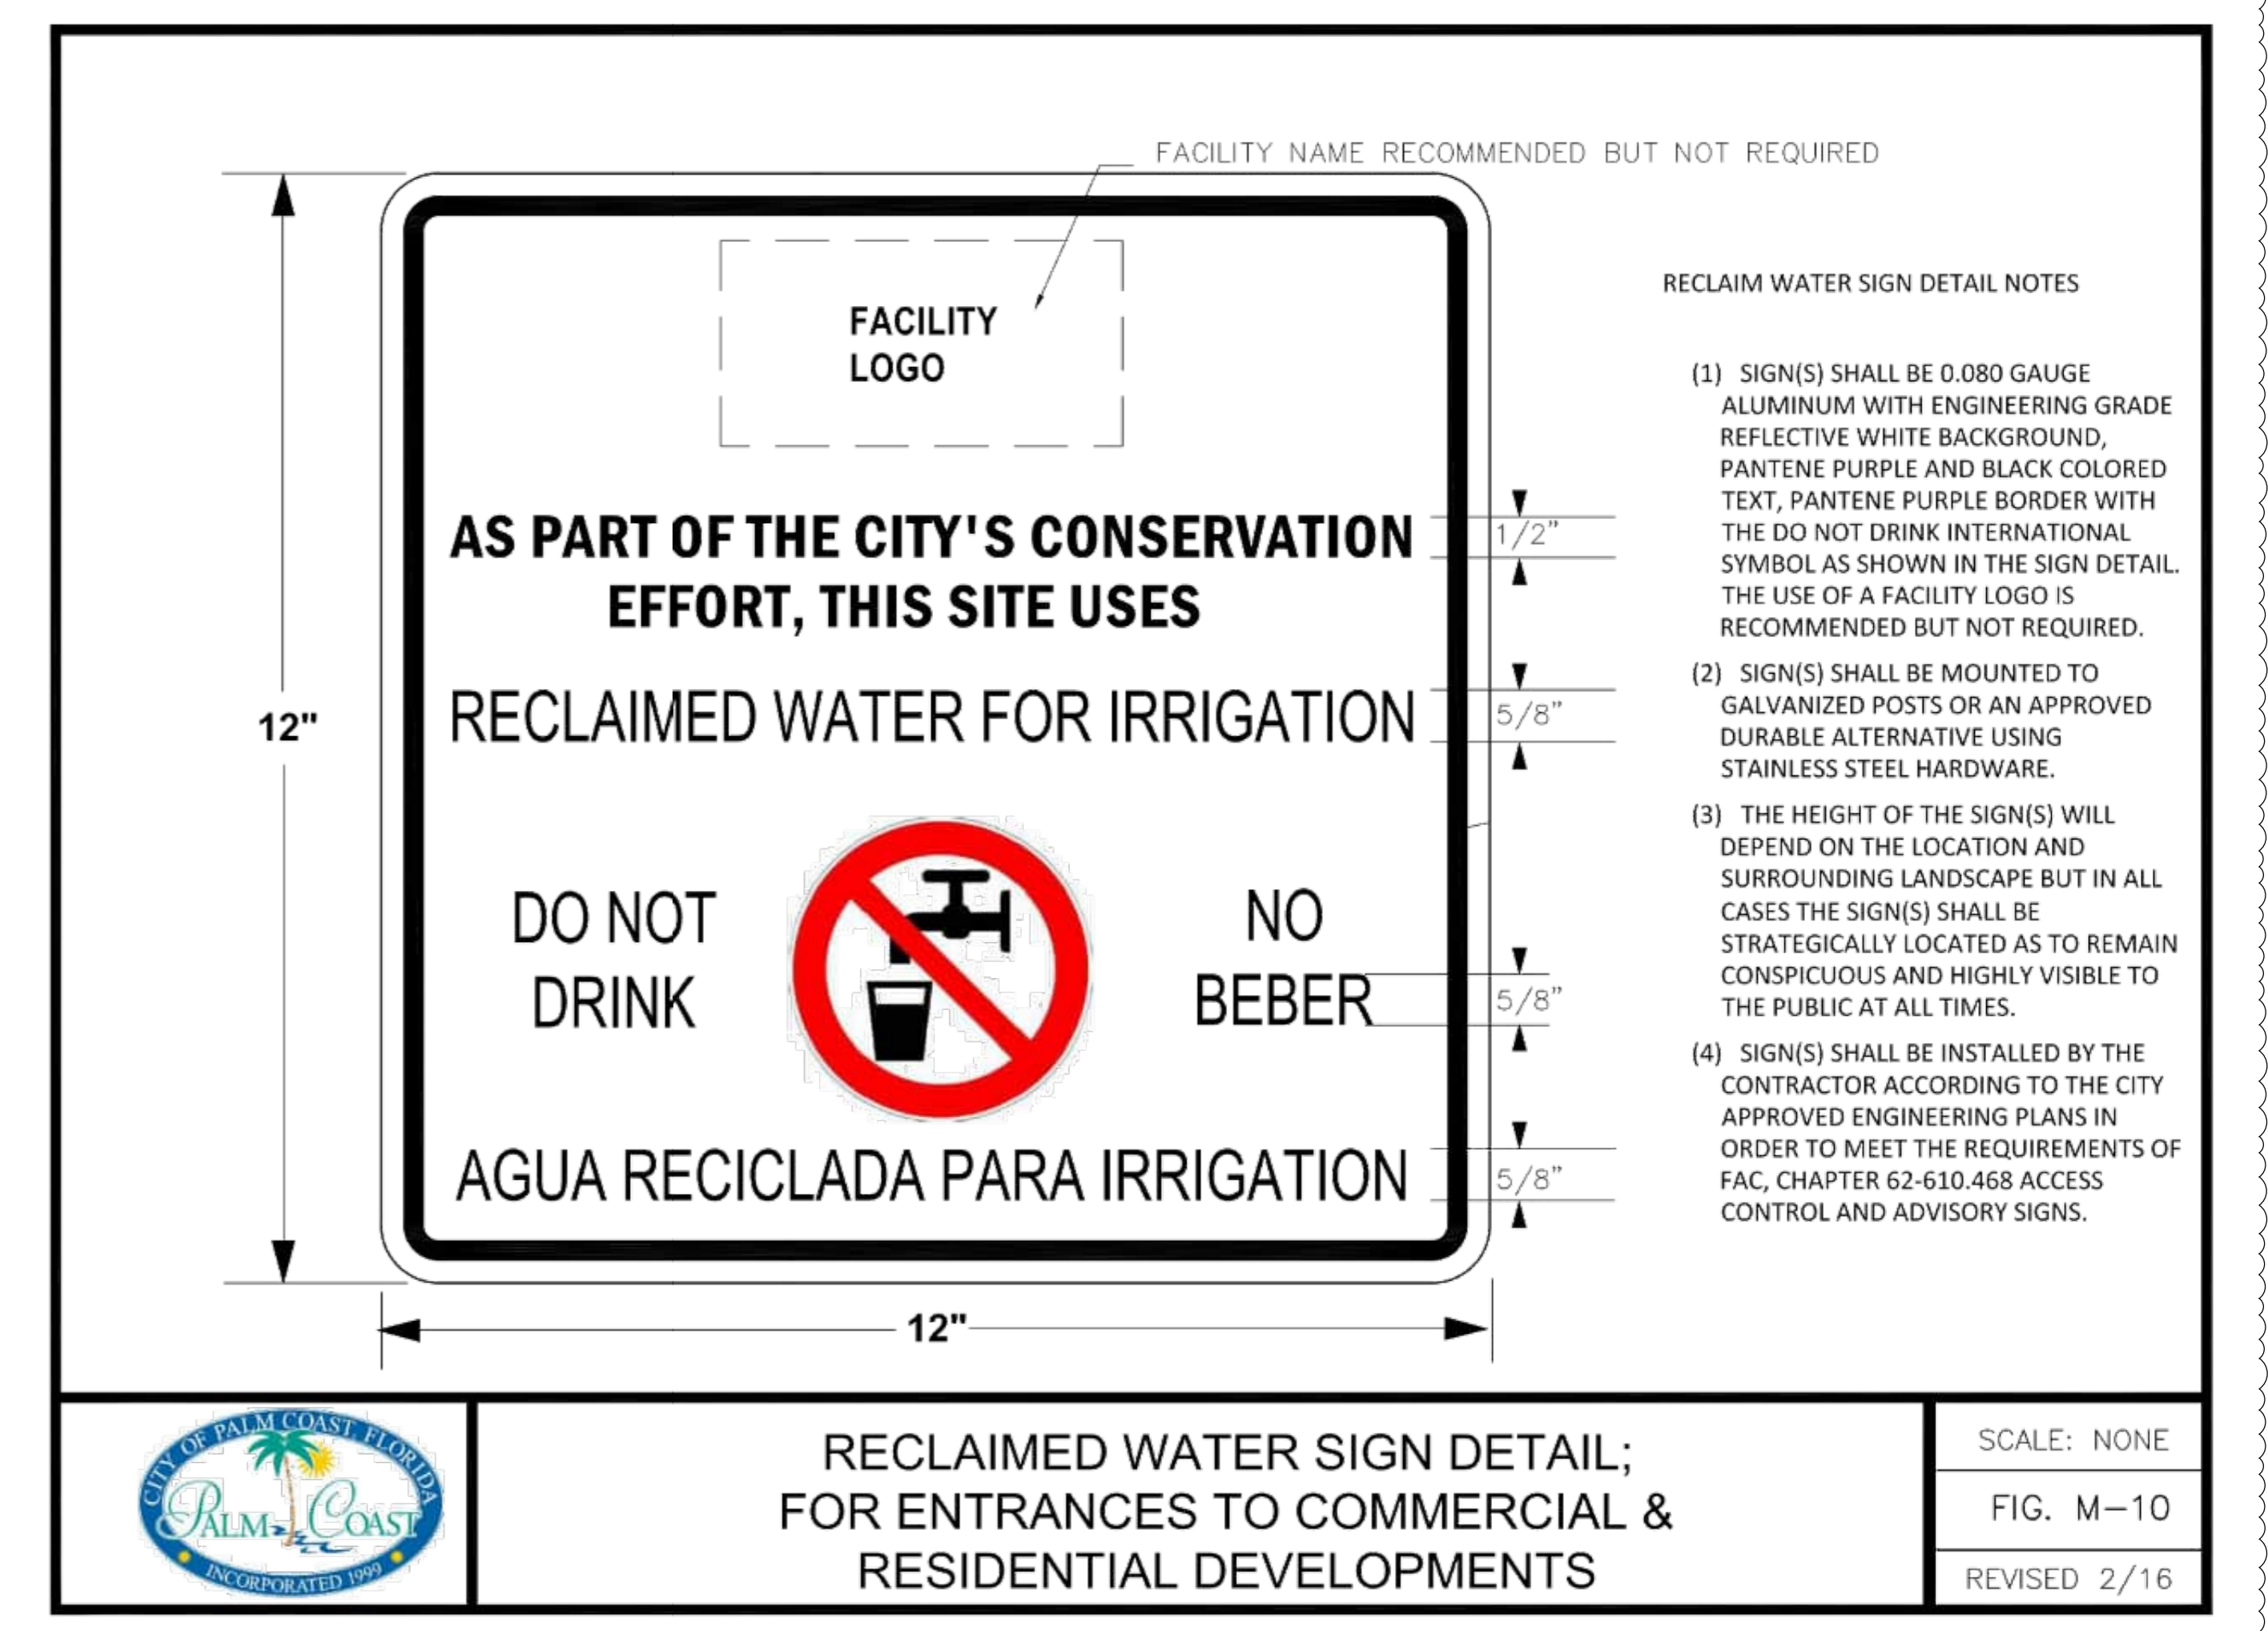 FACILITY NAME RECOMMENDED BUT NOT REQUIRED
FACILITY
LOGO
AS PART OF THE CITY'S CONSERVATION
EFFORT, THIS SITE USES
1/2"
RECLAIMED WATER FOR IRRIGATION
5/8"
12"
DO NOT
DRINK
NO
BEBER
5/8"
AGUA RECICLADA PARA IRRIGATION
5/8"
12"
RECLAIM WATER SIGN DETAIL NOTES
(1) SIGN(S) SHALL BE 0.080 GAUGE
ALUMINUM WITH ENGINEERING GRADE
REFLECTIVE WHITE BACKGROUND,
PANTENE PURPLE AND BLACK COLORED
TEXT, PANTENE PURPLE BORDER WITH
THE DO NOT DRINK INTERNATIONAL
SYMBOL AS SHOWN IN THE SIGN DETAIL.
THE USE OF A FACILITY LOGO IS
RECOMMENDED BUT NOT REQUIRED.
(2) SIGN(S) SHALL BE MOUNTED TO
GALVANIZED POSTS OR AN APPROVED
DURABLE ALTERNATIVE USING
STAINLESS STEEL HARDWARE.
(3) THE HEIGHT OF THE SIGN(S) WILL
DEPEND ON THE LOCATION AND
SURROUNDING LANDSCAPE BUT IN ALL
CASES THE SIGN(S) SHALL BE
STRATEGICALLY LOCATED AS TO REMAIN
CONSPICUOUS AND HIGHLY VISIBLE TO
THE PUBLIC AT ALL TIMES.
(4) SIGN(S) SHALL BE INSTALLED BY THE
CONTRACTOR ACCORDING TO THE CITY
APPROVED ENGINEERING PLANS IN
ORDER TO MEET THE REQUIREMENTS OF
FAC, CHAPTER 62-610.468 ACCESS
CONTROL AND ADVISORY SIGNS.
CITY OF PALM COAST, FLORIDA
PALM COAST
INCORPORATED 1999
RECLAIMED WATER SIGN DETAIL;
FOR ENTRANCES TO COMMERCIAL &
RESIDENTIAL DEVELOPMENTS
SCALE: NONE
FIG. M-10
REVISED 2/16